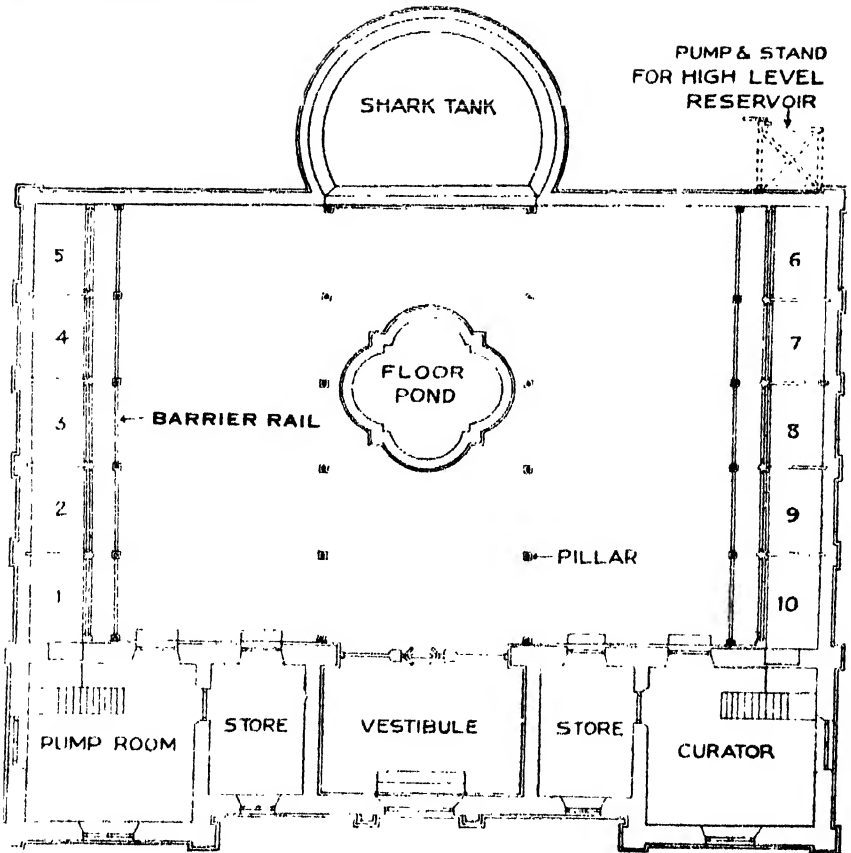 PUMP & STAND
FOR HIGH LEVEL
RESERVOIR
SHARK TANK
5
6
4
7
FLOOR
POND
3
BARRIER RAIL
8
2
9
PILLAR
1
10
PUMP ROOM
STORE
VESTIBULE
STORE
CURATOR